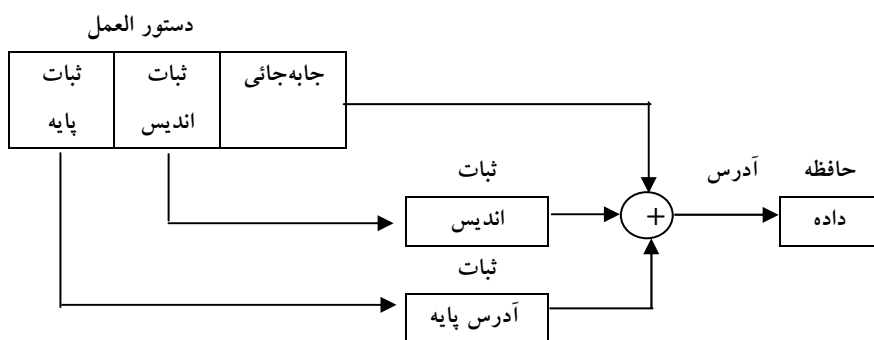 دستور العمل
جابه‌جائی
ثبات
اندیس
ثبات
پایه
حافظه
آدرس
ثبات
داده
+
اندیس
ثبات
آدرس پایه